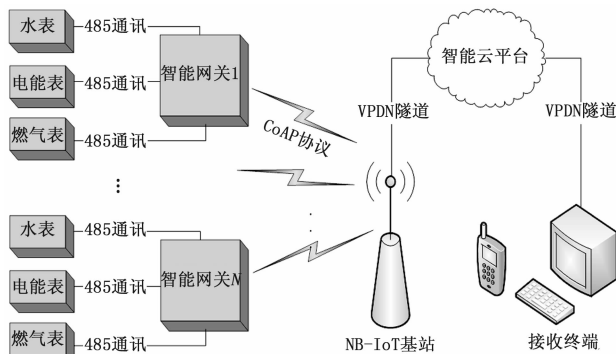 水表
485通讯
电能表
485通讯
燃气表
485通讯
智能网关1
CoAP协议
水表
485通讯
电能表
485通讯
燃气表
485通讯
智能网关N
智能云平台
VPDN隧道
VPDN隧道
NB-IoT基站
接收终端